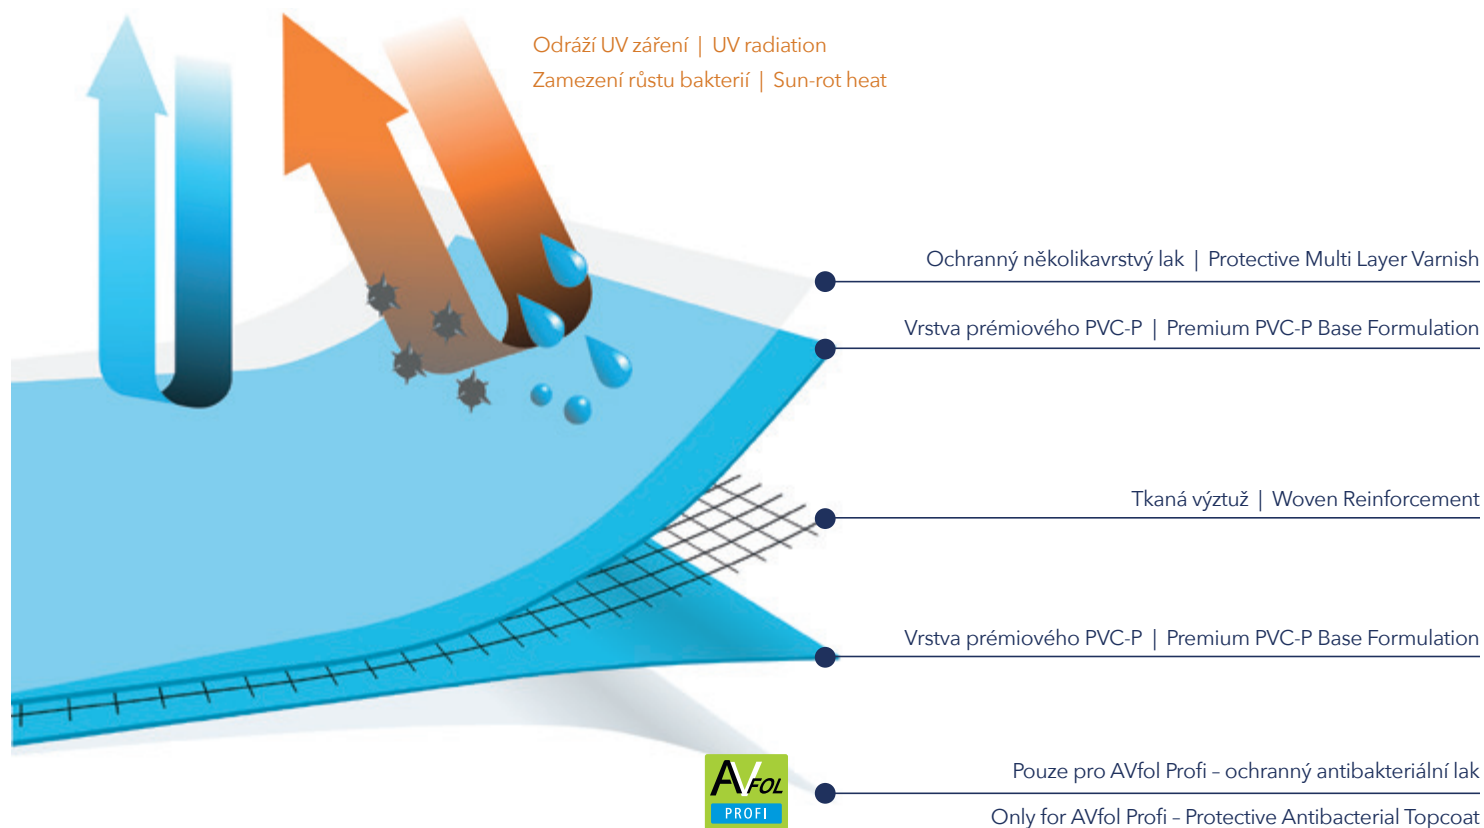 Odráží UV záření | UV radiation
Zamezení růstu bakterií | Sun-rot heat
Ochranný několikavrstvý lak | Protective Multi Layer Varnish
Vrstva prémiového PVC-P | Premium PVC-P Base Formulation
Tkaná výztuž | Woven Reinforcement
Vrstva prémiového PVC-P | Premium PVC-P Base Formulation
AVFOL
PROFI
Pouze pro AVfol Profi – ochranný antibakteriální lak
Only for AVfol Profi – Protective Antibacterial Topcoat